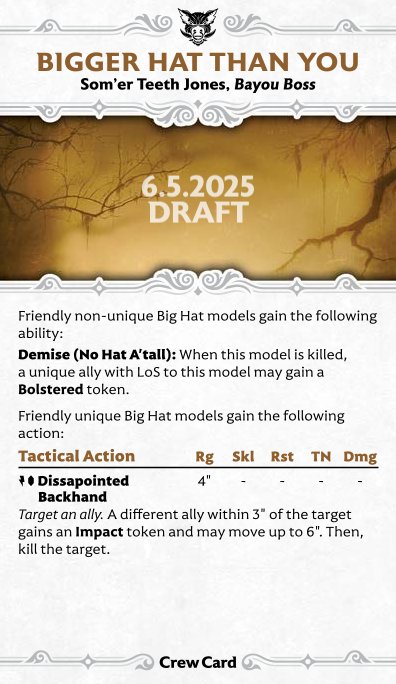 BIGGER HAT THAN YOU
Som'er Teeth Jones, Bayou Boss
6.5.2025
DRAFT
Friendly non-unique Big Hat models gain the following
ability:
Demise (No Hat A'tall): When this model is killed,
a unique ally with LoS to this model may gain a
Bolstered token.
Friendly unique Big Hat models gain the following
action:
Tactical Action Rg Skl Rst TN Dmg
Dissapointed 4" - - - -
Backhand
Target an ally. A different ally within 3" of the target
gains an Impact token and may move up to 6". Then,
kill the target.
Crew Card